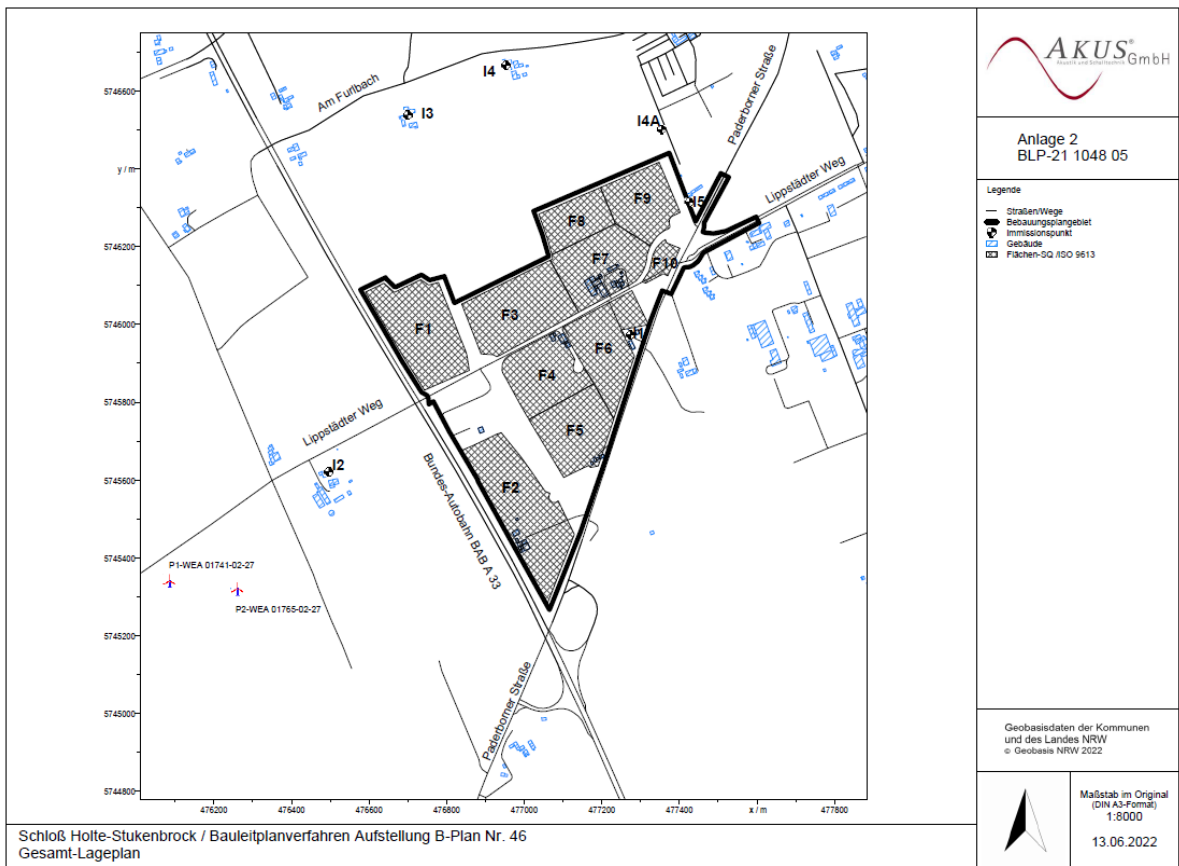 I4
Am Furlbach
I3
I4A
Paderborner Straße
Lippstädter Weg
I5
F9
F8
F7
F10
F3
F1
F6
F4
F5
Lippstädter Weg
I2
F2
Bundes-Autobahn BAB A 33
P1-WEA 01741-02-27
P2-WEA 01765-02-27
Paderborner Straße
5746600
y / m
5746200
5746000
5745800
5745600
5745400
5745200
5745000
5744800
476200 476400 476600 476800 477000 477200 477400 x / m 477800
AKUS® GmbH
Akustik und Schalltechnik
Anlage 2
BLP-21 1048 05
Legende
Straßen/Wege
Bebauungsplangebiet
Immissionspunkt
Gebäude
Flächen-SQ /ISO 9613
Geobasisdaten der Kommunen
und des Landes NRW
© Geobasis NRW 2022
Maßstab im Original
(DIN A3-Format)
1:8000
13.06.2022
Schloß Holte-Stukenbrock / Bauleitplanverfahren Aufstellung B-Plan Nr. 46
Gesamt-Lageplan